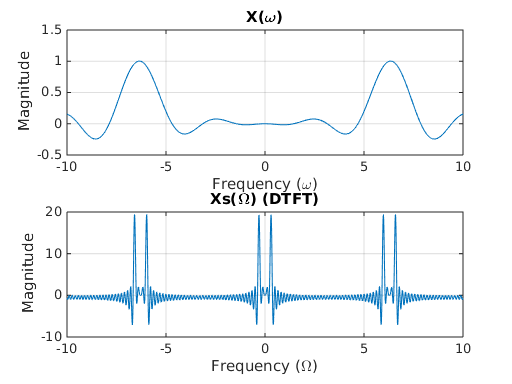 X(ω)
1.5
1
0.5
0
-0.5
Magnitude
-10 -5 0 5 10
Frequency (ω)
Xs(Ω) (DTFT)
20
10
0
-10
Magnitude
-10 -5 0 5 10
Frequency (Ω)